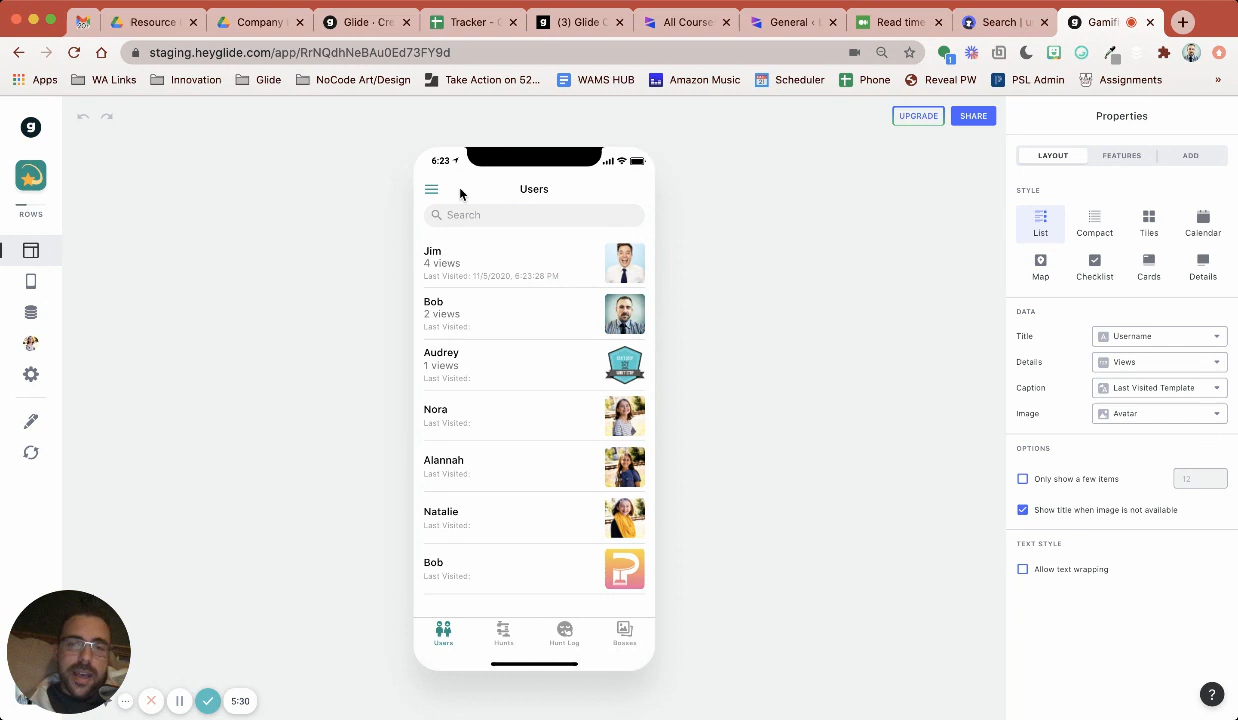 Resource
Company L
Glide · Cre
Tracker - C
(3) Glide C
All Course
General ‹
Read time
Search | u
Gamifi
staging.heyglide.com/app/RrNQdhNeBAu0Ed73FY9d
Apps
WA Links
Innovation
Glide
NoCode Art/Design
Take Action on 52...
WAMS HUB
Amazon Music
Scheduler
Phone
Reveal PW
PSL Admin
Assignments
»
UPGRADE
SHARE
Properties
ROWS
6:23
Users
Search
Jim
4 views
Last Visited: 11/5/2020, 6:23:28 PM
Bob
2 views
Last Visited:
Audrey
1 views
Last Visited:
Nora
Last Visited:
Alannah
Last Visited:
Natalie
Last Visited:
Bob
Last Visited:
Users
Hunts
Hunt Log
Bosses
LAYOUT
FEATURES
ADD
STYLE
List
Compact
Tiles
Calendar
Map
Checklist
Cards
Details
DATA
Title
Username
Details
Views
Caption
Last Visited Template
Image
Avatar
OPTIONS
Only show a few items
12
Show title when image is not available
TEXT STYLE
Allow text wrapping
5:30
?